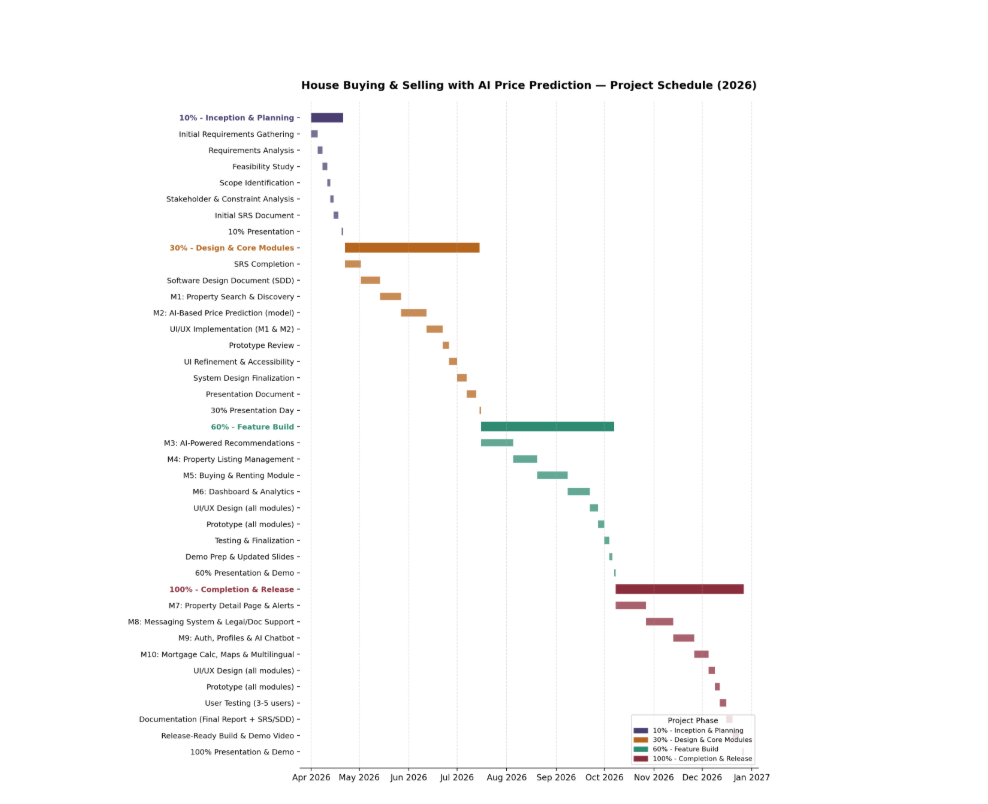 House Buying & Selling with AI Price Prediction — Project Schedule (2026)
10% - Inception & Planning
Initial Requirements Gathering
Requirements Analysis
Feasibility Study
Scope Identification
Stakeholder & Constraint Analysis
Initial SRS Document
10% Presentation
30% - Design & Core Modules
SRS Completion
Software Design Document (SDD)
M1: Property Search & Discovery
M2: AI-Based Price Prediction (model)
UI/UX Implementation (M1 & M2)
Prototype Review
UI Refinement & Accessibility
System Design Finalization
Presentation Document
30% Presentation Day
60% - Feature Build
M3: AI-Powered Recommendations
M4: Property Listing Management
M5: Buying & Renting Module
M6: Dashboard & Analytics
UI/UX Design (all modules)
Prototype (all modules)
Testing & Finalization
Demo Prep & Updated Slides
60% Presentation & Demo
100% - Completion & Release
M7: Property Detail Page & Alerts
M8: Messaging System & Legal/Doc Support
M9: Auth, Profiles & AI Chatbot
M10: Mortgage Calc, Maps & Multilingual
UI/UX Design (all modules)
Prototype (all modules)
User Testing (3-5 users)
Documentation (Final Report + SRS/SDD)
Release-Ready Build & Demo Video
100% Presentation & Demo
Project Phase
10% - Inception & Planning
30% - Design & Core Modules
60% - Feature Build
100% - Completion & Release
Apr 2026 May 2026 Jun 2026 Jul 2026 Aug 2026 Sep 2026 Oct 2026 Nov 2026 Dec 2026 Jan 2027